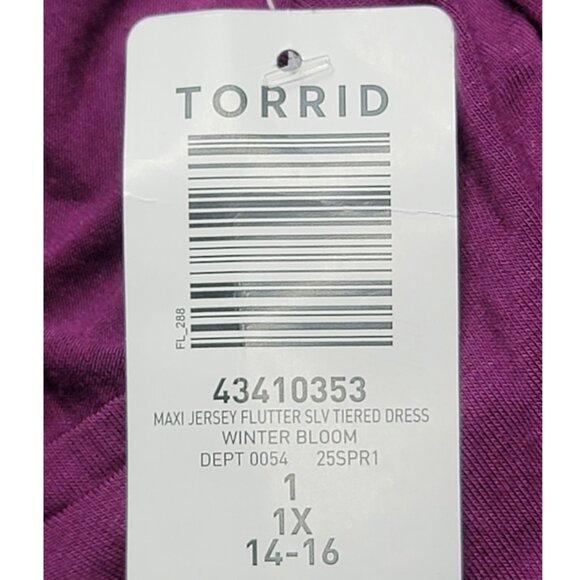 TORRID
FL_288
43410353
MAXI JERSEY FLUTTER SLV TIERED DRESS
WINTER BLOOM
DEPT 0054 25SPR1
1
1X
14-16